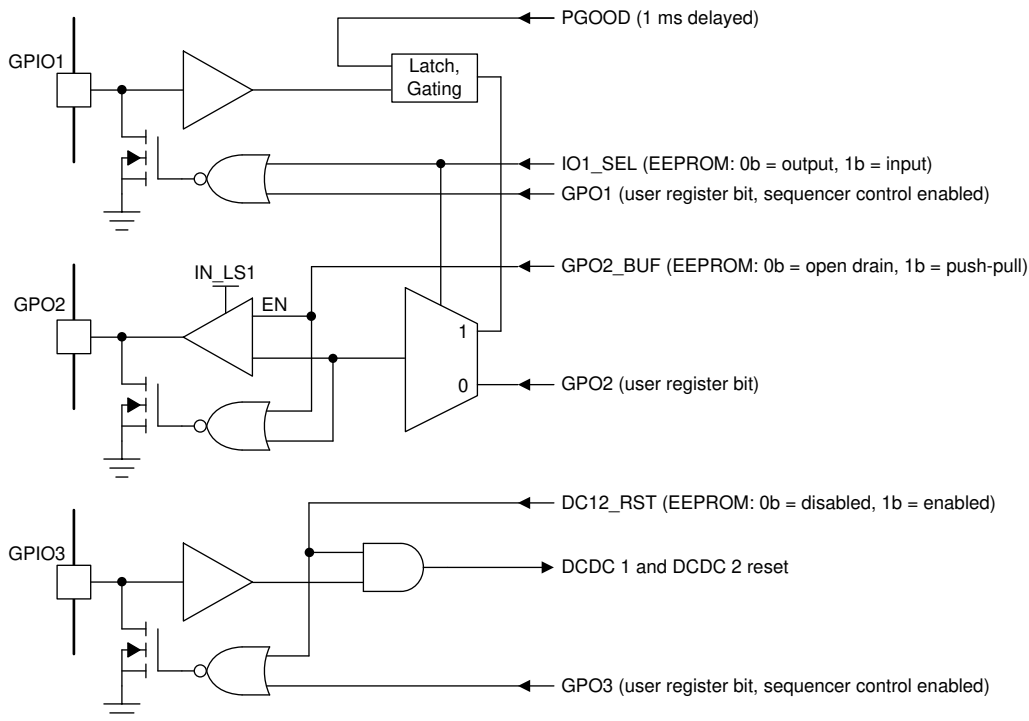 PGOOD (1 ms delayed)
GPIO1
Latch,
Gating
IO1_SEL (EEPROM: 0b = output, 1b = input)
GPO1 (user register bit, sequencer control enabled)
IN_LS1
GPO2_BUF (EEPROM: 0b = open drain, 1b = push-pull)
GPO2
EN
1
0
GPO2 (user register bit)
DC12_RST (EEPROM: 0b = disabled, 1b = enabled)
GPIO3
DCDC 1 and DCDC 2 reset
GPO3 (user register bit, sequencer control enabled)